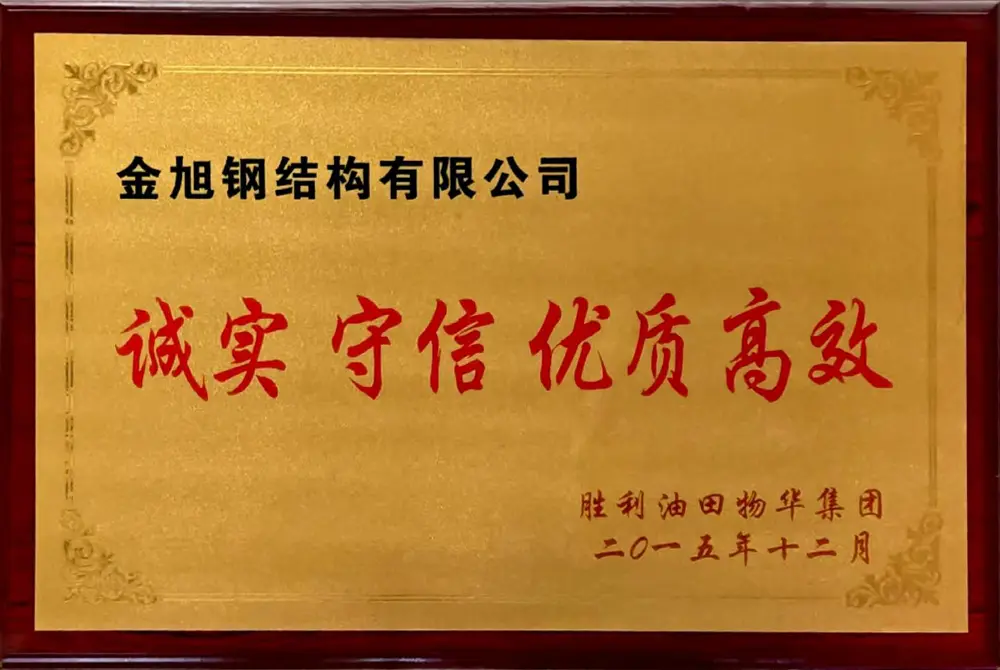 金旭钢结构有限公司
诚实 守信 优质高效
胜利油田物华集团
二〇一五年十二月